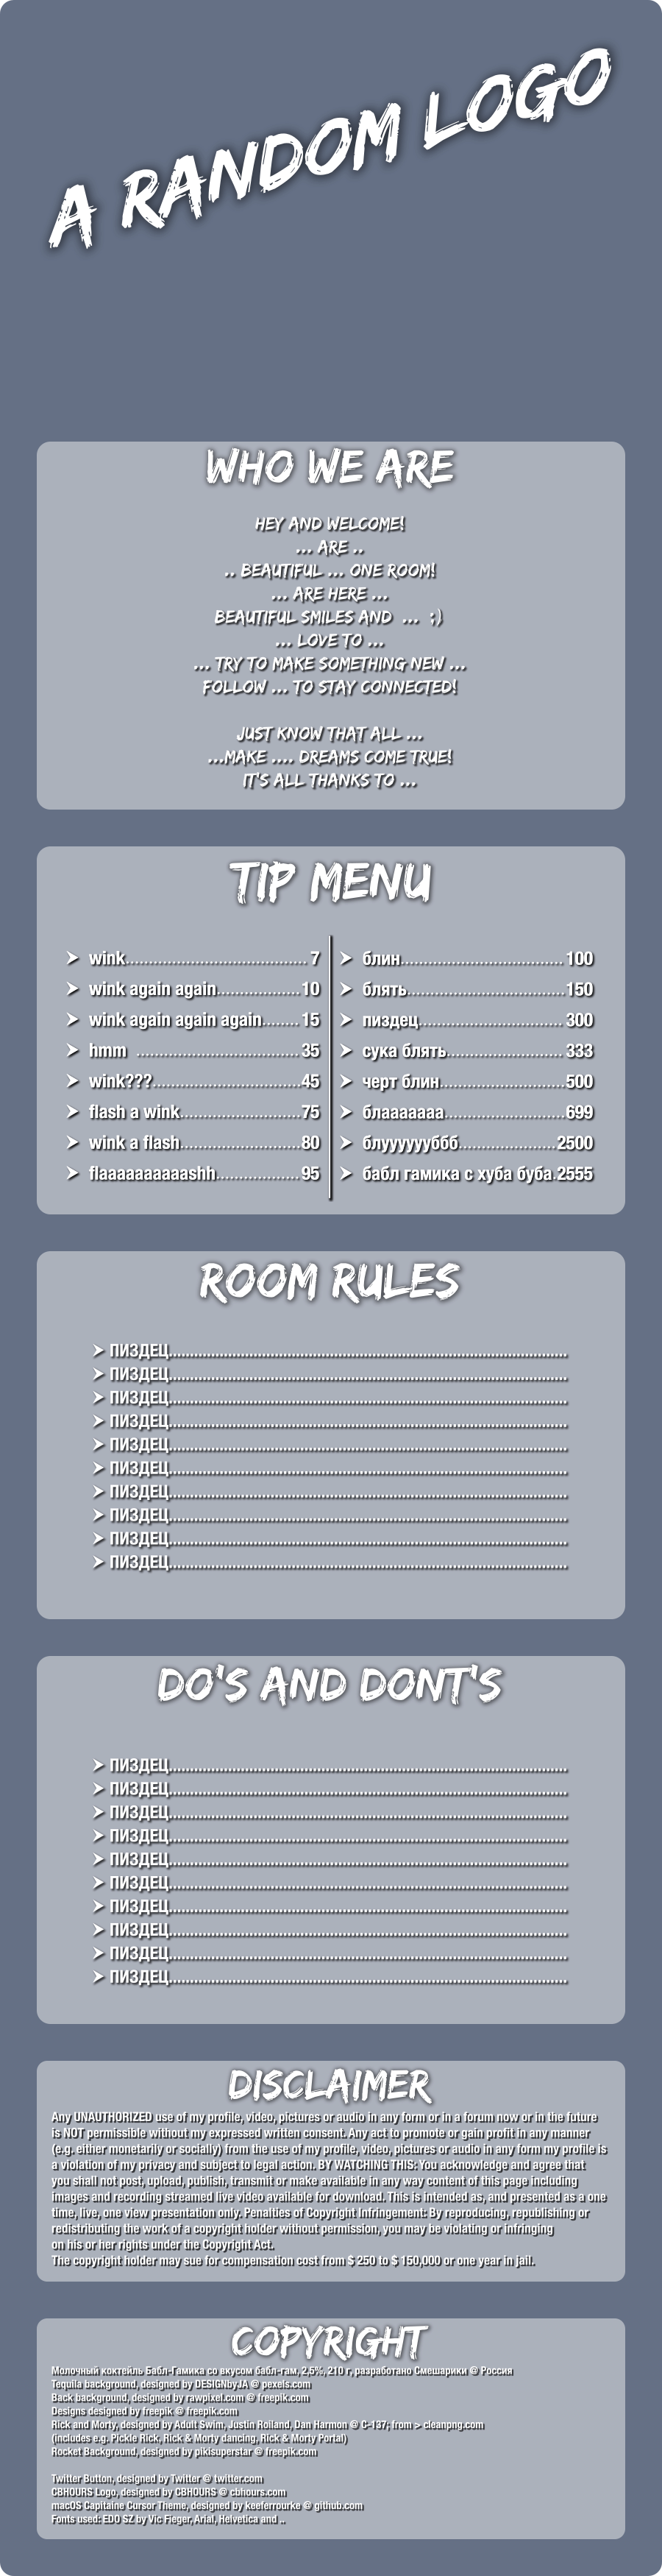 A RANDOM LOGO
WHO WE ARE
HEY AND WELCOME!
... ARE ..
.. BEAUTIFUL ... ONE ROOM!
... ARE HERE ...
BEAUTIFUL SMILES AND ... ;)
... LOVE TO ...
... TRY TO MAKE SOMETHING NEW ...
FOLLOW ... TO STAY CONNECTED!
JUST KNOW THAT ALL ...
...MAKE .... DREAMS COME TRUE!
IT'S ALL THANKS TO ...
TIP MENU
wink.....................................7
wink again again.................10
wink again again again........15
hmm ..................................35
wink???...............................45
flash a wink.........................75
wink a flash.........................80
flaaaaaaaaaashh.................95
блин..................................100
блять.................................150
пиздец..............................300
сука блять........................333
черт блин..........................500
блааааааа.........................699
блуууууубббб....................2500
бабл гамика с хуба буба.2555
ROOM RULES
ПИЗДЕЦ..........................................................................................
ПИЗДЕЦ..........................................................................................
ПИЗДЕЦ..........................................................................................
ПИЗДЕЦ..........................................................................................
ПИЗДЕЦ..........................................................................................
ПИЗДЕЦ..........................................................................................
ПИЗДЕЦ..........................................................................................
ПИЗДЕЦ..........................................................................................
ПИЗДЕЦ..........................................................................................
ПИЗДЕЦ..........................................................................................
DO'S AND DONT'S
ПИЗДЕЦ..........................................................................................
ПИЗДЕЦ..........................................................................................
ПИЗДЕЦ..........................................................................................
ПИЗДЕЦ..........................................................................................
ПИЗДЕЦ..........................................................................................
ПИЗДЕЦ..........................................................................................
ПИЗДЕЦ..........................................................................................
ПИЗДЕЦ..........................................................................................
ПИЗДЕЦ..........................................................................................
ПИЗДЕЦ..........................................................................................
DISCLAIMER
Any UNAUTHORIZED use of my profile, video, pictures or audio in any form or in a forum now or in the future
is NOT permissible without my expressed written consent. Any act to promote or gain profit in any manner
(e.g. either monetarily or socially) from the use of my profile, video, pictures or audio in any form my profile is
a violation of my privacy and subject to legal action. BY WATCHING THIS: You acknowledge and agree that
you shall not post, upload, publish, transmit or make available in any way content of this page including
images and recording streamed live video available for download. This is intended as, and presented as a one
time, live, one view presentation only. Penalties of Copyright Infringement: By reproducing, republishing or
redistributing the work of a copyright holder without permission, you may be violating or infringing
on his or her rights under the Copyright Act.
The copyright holder may sue for compensation cost from $ 250 to $ 150,000 or one year in jail.
COPYRIGHT
Молочный коктейль Бабл-Гамика со вкусом бабл-гам, 2,5%, 210 г, разработано Смешарики @ Россия
Tequila background, designed by DESIGNbyJA @ pexels.com
Back background, designed by rawpixel.com @ freepik.com
Designs designed by freepik @ freepik.com
Rick and Morty, designed by Adult Swim, Justin Roiland, Dan Harmon @ C-137; from > cleanpng.com
(includes e.g. Pickle Rick, Rick & Morty dancing, Rick & Morty Portal)
Rocket Background, designed by pikisuperstar @ freepik.com
Twitter Button, designed by Twitter @ twitter.com
CBHOURS Logo, designed by CBHOURS @ cbhours.com
macOS Capitaine Cursor Theme, designed by keeferrourke @ github.com
Fonts used: EDO SZ by Vic Fieger, Arial, Helvetica and ..